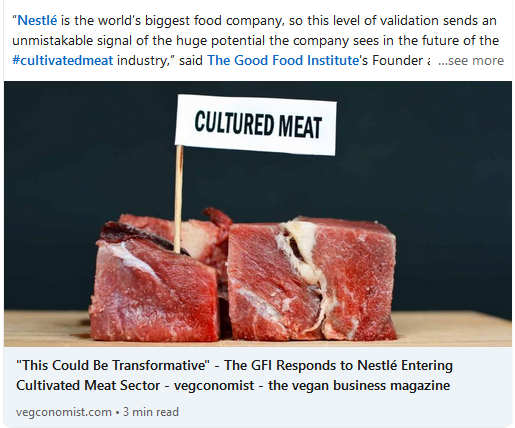 "Nestlé is the world's biggest food company, so this level of validation sends an
unmistakable signal of the huge potential the company sees in the future of the
#cultivatedmeat industry," said The Good Food Institute's Founder ...see more
CULTURED MEAT
"This Could Be Transformative" - The GFI Responds to Nestlé Entering
Cultivated Meat Sector - vegconomist - the vegan business magazine
vegconomist.com • 3 min read